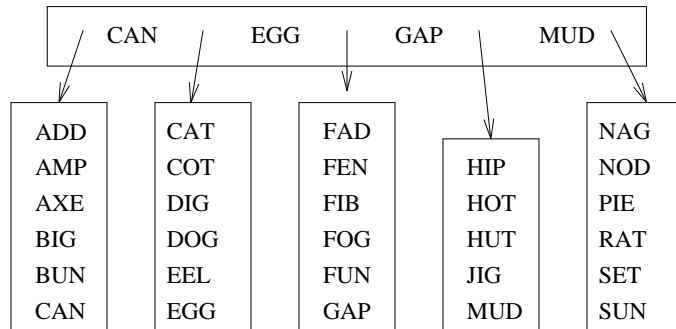 CAN EGG GAP MUD
ADD CAT FAD NAG
AMP COT FEN HIP NOD
AXE DIG FIB HOT PIE
BIG DOG FOG HUT RAT
BUN EEL FUN JIG SET
CAN EGG GAP MUD SUN